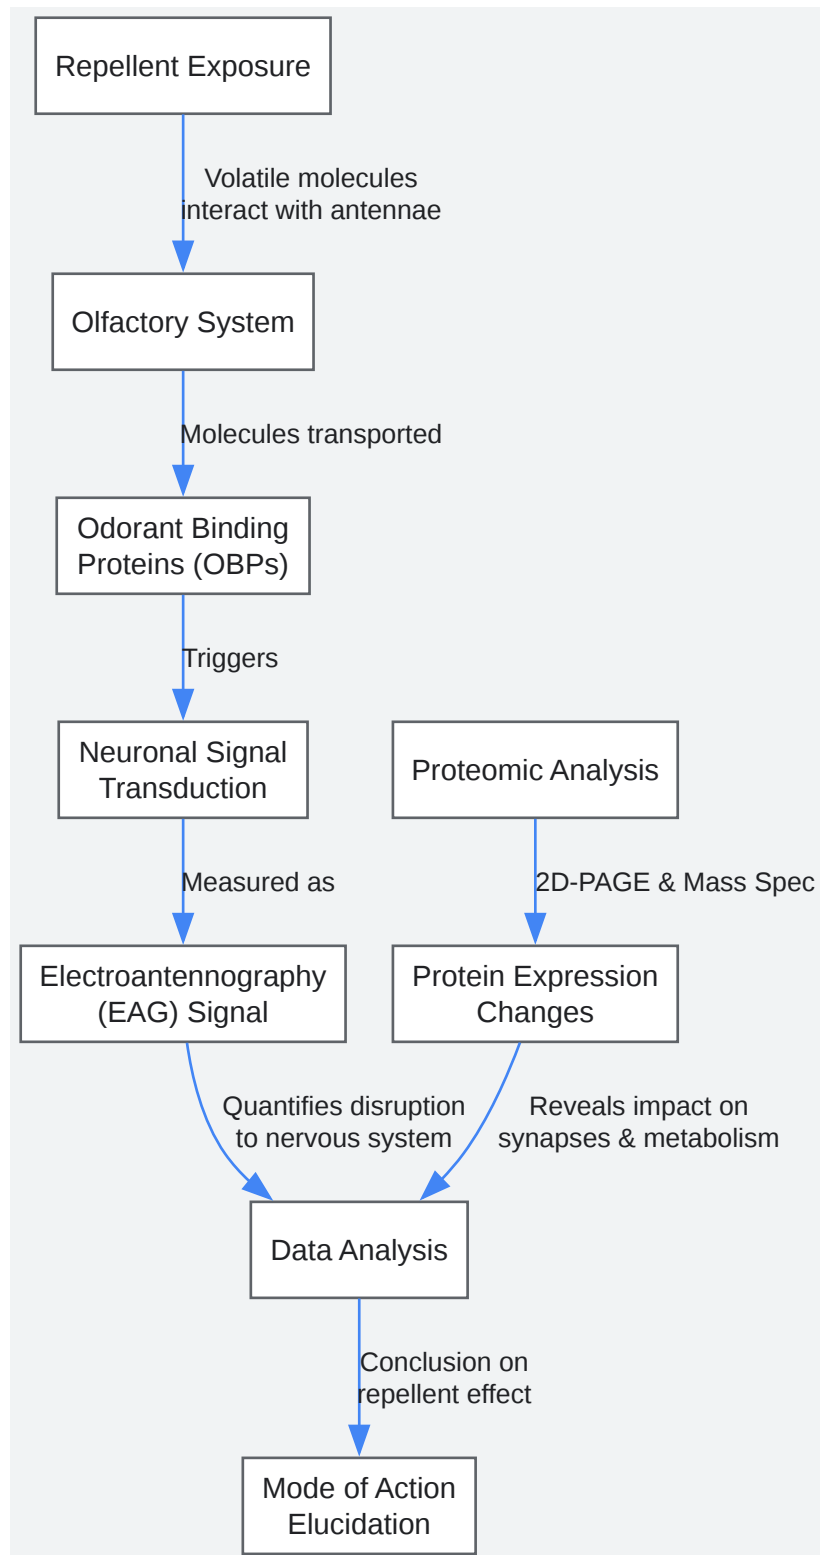 Repellent Exposure
Volatile molecules
interact with antennae
Olfactory System
Molecules transported
Odorant Binding
Proteins (OBPs)
Triggers
Neuronal Signal
Transduction
Proteomic Analysis
Measured as
2D-PAGE & Mass Spec
Electroantennography
(EAG) Signal
Protein Expression
Changes
Quantifies disruption
to nervous system
Reveals impact on
synapses & metabolism
Data Analysis
Conclusion on
repellent effect
Mode of Action
Elucidation